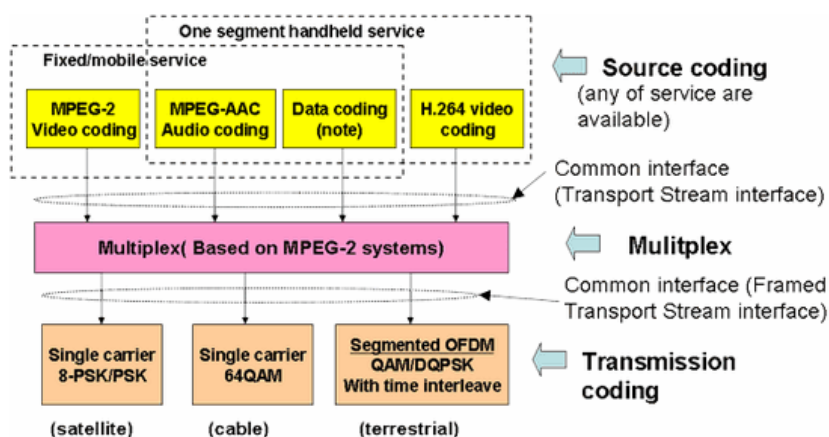 One segment handheld service
Fixed/mobile service
MPEG-2
Video coding
MPEG-AAC
Audio coding
Data coding
(note)
H.264 video
coding
Source coding
(any of service are
available)
Common interface
(Transport Stream interface)
Multiplex( Based on MPEG-2 systems)
Mulitplex
Common interface (Framed
Transport Stream interface)
Single carrier
8-PSK/PSK
Single carrier
64QAM
Segmented OFDM
QAM/DQPSK
With time interleave
Transmission
coding
(satellite)
(cable)
(terrestrial)